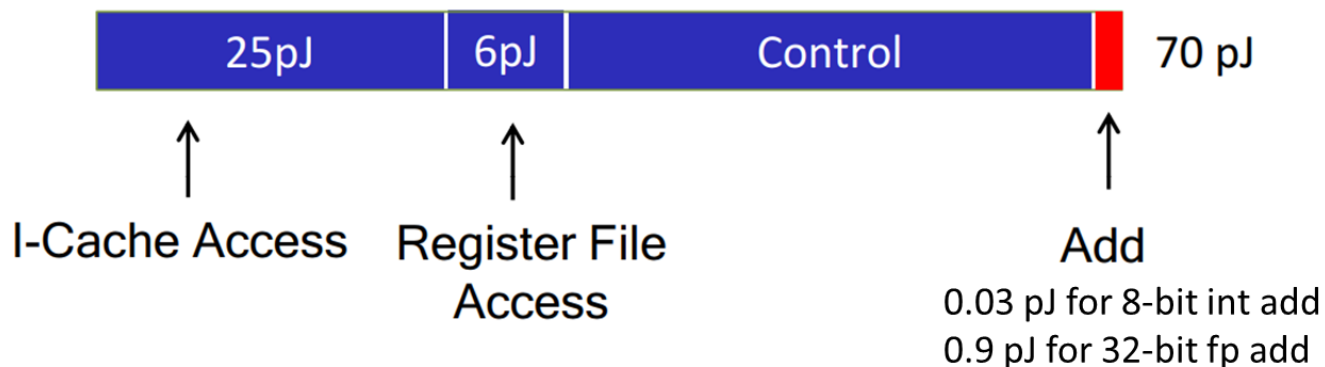 25pJ 6pJ Control 70 pJ
I-Cache Access
Register File
Access
Add
0.03 pJ for 8-bit int add
0.9 pJ for 32-bit fp add